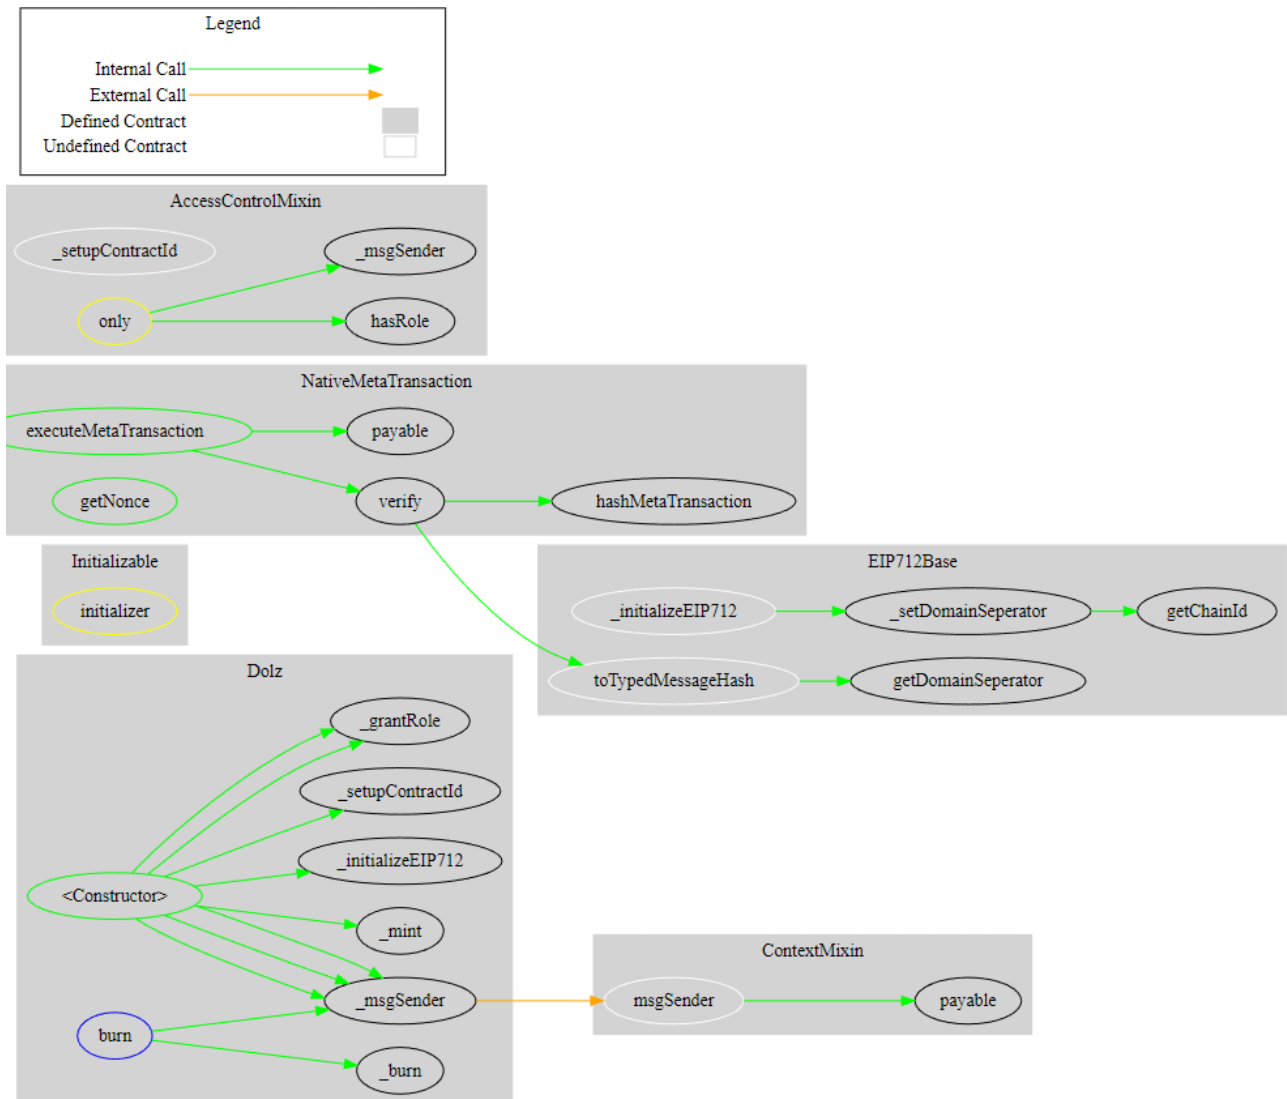 Legend
Internal Call
External Call
Defined Contract
Undefined Contract
AccessControlMixin
_setupContractId
_msgSender
only
hasRole
NativeMetaTransaction
executeMetaTransaction
payable
getNonce
verify
hashMetaTransaction
Initializable
initializer
EIP712Base
_initializeEIP712
_setDomainSeperator
getChainId
toTypedMessageHash
getDomainSeperator
Dolz
_grantRole
_setupContractId
_initializeEIP712
<Constructor>
_mint
_msgSender
burn
_burn
ContextMixin
msgSender
payable